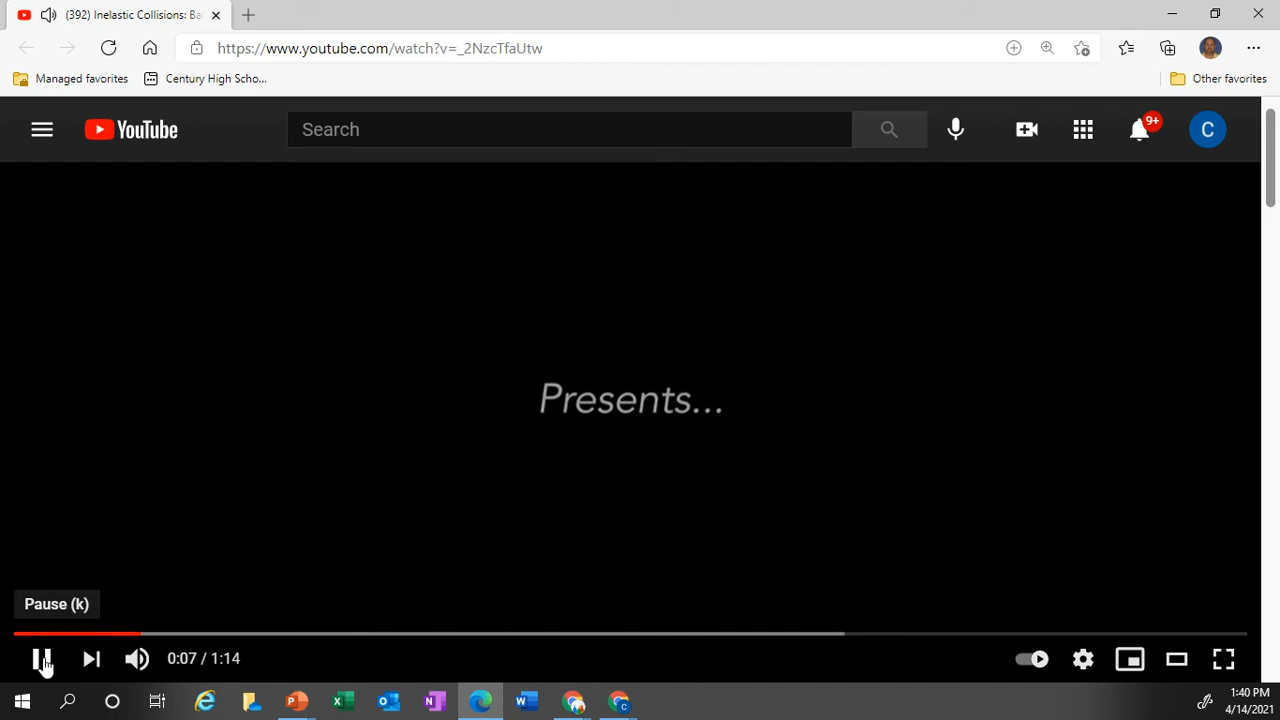 (392) Inelastic Collisions: Bal
https://www.youtube.com/watch?v=_2NzcTfaUtw
Managed favorites
Century High Scho...
Other favorites
YouTube
Search
9+
C
Presents...
Pause (k)
0:07 / 1:14
1:40 PM
4/14/2021